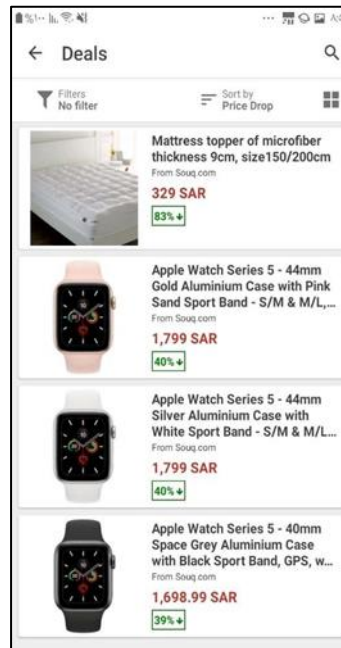 Deals
Filters
No filter
Sort by
Price Drop
Mattress topper of microfiber
thickness 9cm, size150/200cm
From Souq.com
329 SAR
83%
Apple Watch Series 5 - 44mm
Gold Aluminium Case with Pink
Sand Sport Band - S/M & M/L,...
From Souq.com
1,799 SAR
40%
Apple Watch Series 5 - 44mm
Silver Aluminium Case with
White Sport Band - S/M & M/L...
From Souq.com
1,799 SAR
40%
Apple Watch Series 5 - 40mm
Space Grey Aluminium Case
with Black Sport Band, GPS, w...
From Souq.com
1,698.99 SAR
39%